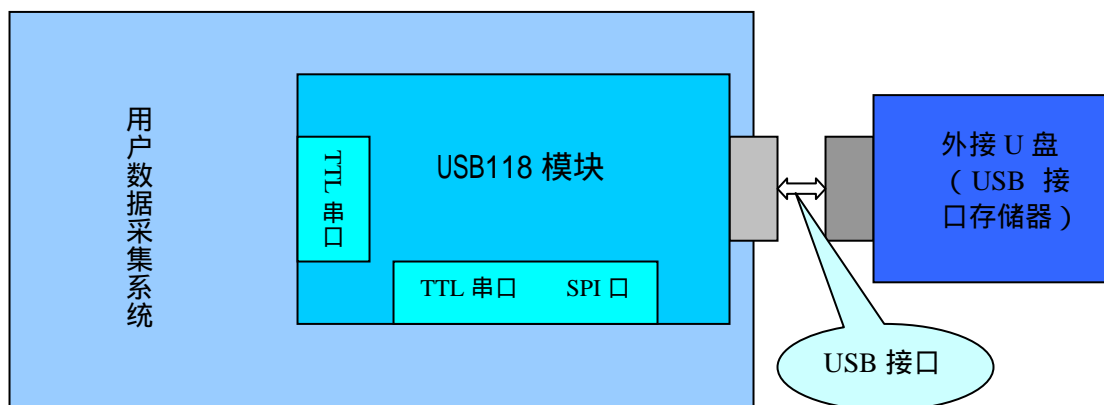 用户数据采集系统
TTL 串口
USB118 模块
TTL 串口 SPI 口
外接 U 盘
（USB 接
口存储器）
USB 接口